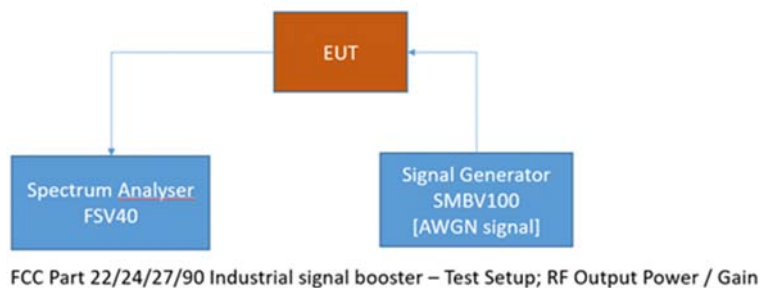 EUT
Spectrum Analyser
FSV40
Signal Generator
SMBV100
[AWGN signal]
FCC Part 22/24/27/90 Industrial signal booster – Test Setup; RF Output Power / Gain